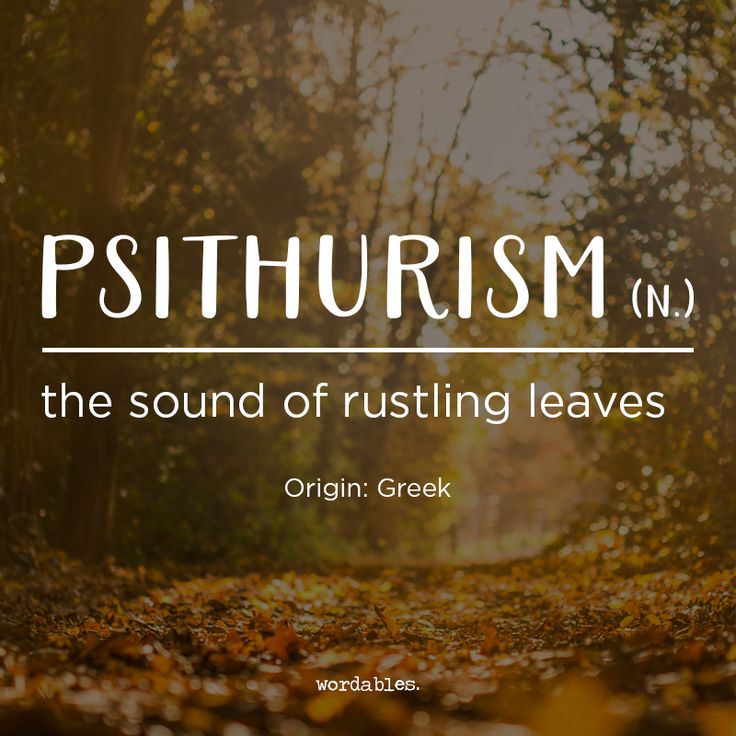 PSITHURISM (N.)
the sound of rustling leaves
Origin: Greek
wordables.